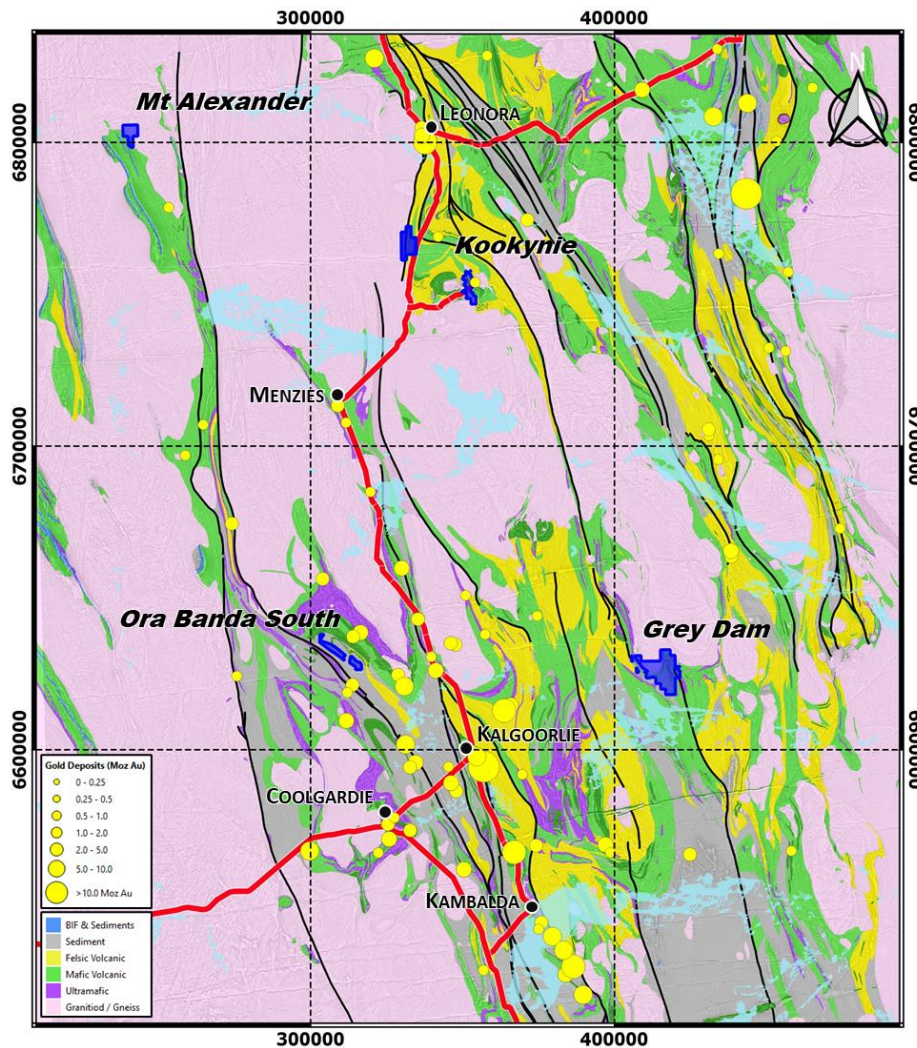 300000 400000
N
Mt Alexander
LEONORA
6800000 6800000
Kookynie
MENZIES
6700000 6700000
Ora Banda South
Grey Dam
6600000 6600000
KALGOORLIE
Gold Deposits (Moz Au)
0 - 0.25
0.25 - 0.5
0.5 - 1.0
1.0 - 2.0
2.0 - 5.0
5.0 - 10.0
>10.0 Moz Au
COOLGARDIE
KAMBALDA
BIF & Sediments
Sediment
Felsic Volcanic
Mafic Volcanic
Ultramafic
Granitiod / Gneiss
300000 400000